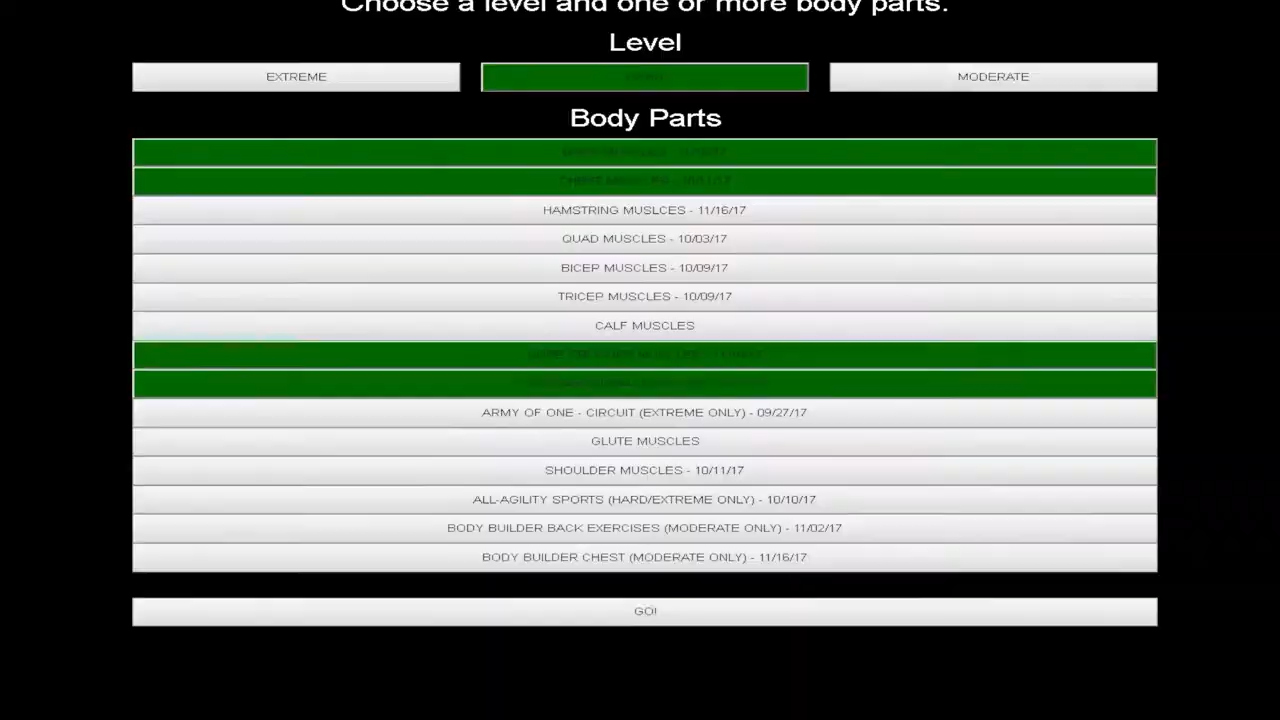 Choose a level and one or more body parts.
Level
EXTREME
MODERATE
Body Parts
HAMSTRING MUSLCES - 11/16/17
QUAD MUSCLES - 10/03/17
BICEP MUSCLES - 10/09/17
TRICEP MUSCLES - 10/09/17
CALF MUSCLES
ARMY OF ONE - CIRCUIT (EXTREME ONLY) - 09/27/17
GLUTE MUSCLES
SHOULDER MUSCLES - 10/11/17
ALL-AGILITY SPORTS (HARD/EXTREME ONLY) - 10/10/17
BODY BUILDER BACK EXERCISES (MODERATE ONLY) - 11/02/17
BODY BUILDER CHEST (MODERATE ONLY) - 11/16/17
GO!